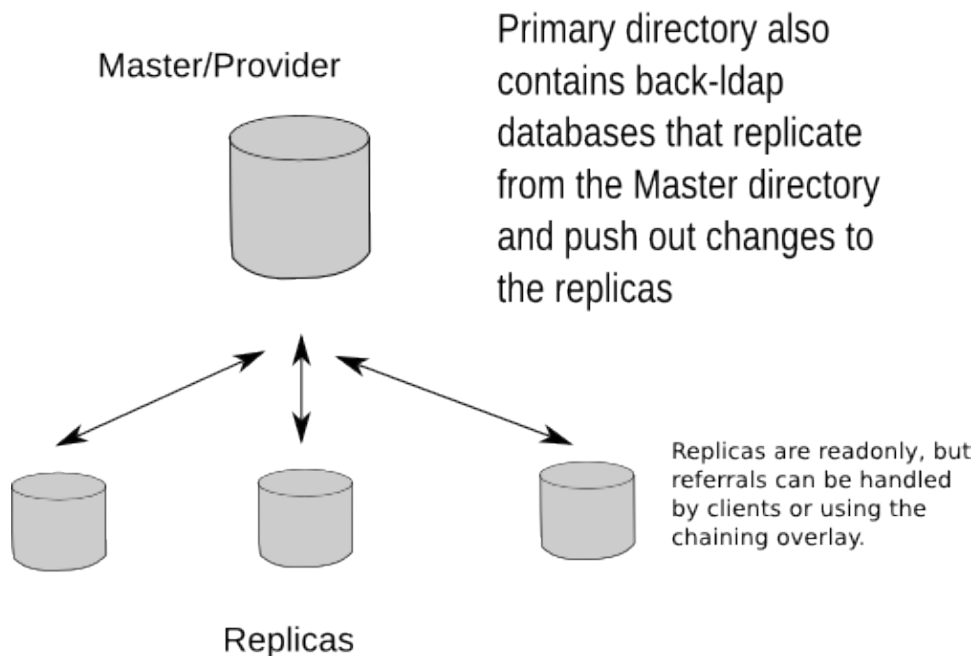 Master/Provider
Primary directory also
contains back-ldap
databases that replicate
from the Master directory
and push out changes to
the replicas
Replicas are readonly, but
referrals can be handled
by clients or using the
chaining overlay.
Replicas